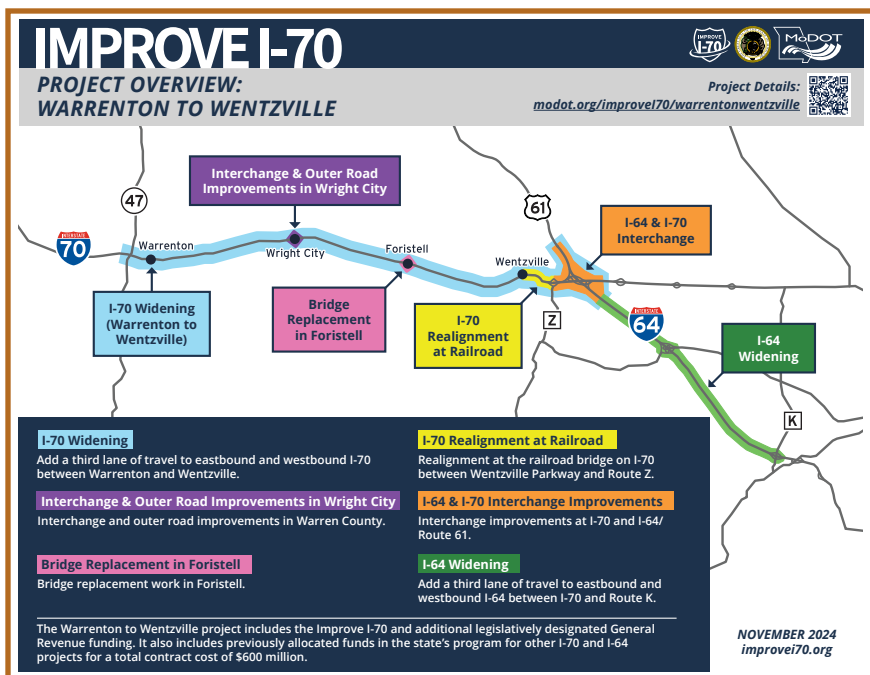 IMPROVE I-70
IMPROVE
I-70
MoDOT
PROJECT OVERVIEW:
WARRENTON TO WENTZVILLE
Project Details:
modot.org/improveI70/warrentonwentzville
Interchange & Outer Road
Improvements in Wright City
47
61
I-64 & I-70
Interchange
INTERSTATE
70
Warrenton
Wright City
Foristell
Wentzville
I-70 Widening
(Warrenton to
Wentzville)
Bridge
Replacement
in Foristell
I-70
Realignment
at Railroad
Z
INTERSTATE
64
I-64
Widening
K
I-70 Widening
Add a third lane of travel to eastbound and westbound I-70
between Warrenton and Wentzville.
Interchange & Outer Road Improvements in Wright City
Interchange and outer road improvements in Warren County.
Bridge Replacement in Foristell
Bridge replacement work in Foristell.
I-70 Realignment at Railroad
Realignment at the railroad bridge on I-70
between Wentzville Parkway and Route Z.
I-64 & I-70 Interchange Improvements
Interchange improvements at I-70 and I-64/
Route 61.
I-64 Widening
Add a third lane of travel to eastbound and
westbound I-64 between I-70 and Route K.
The Warrenton to Wentzville project includes the Improve I-70 and additional legislatively designated General
Revenue funding. It also includes previously allocated funds in the state's program for other I-70 and I-64
projects for a total contract cost of $600 million.
NOVEMBER 2024
improvei70.org